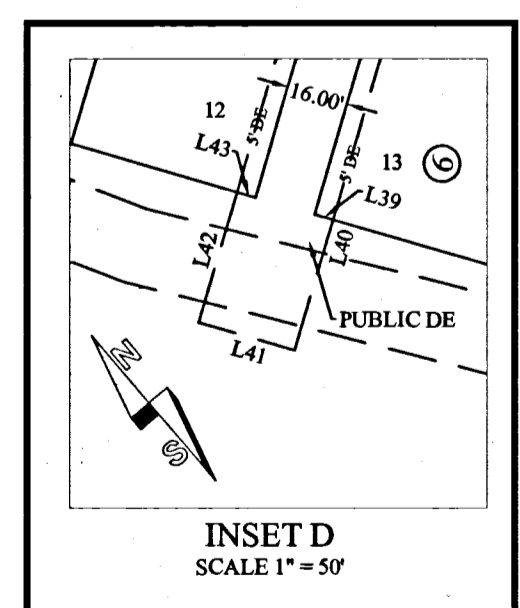 16.00'
12
5' DE
L43
13
6
5' DE
L39
L42
L40
PUBLIC DE
L41
N
S
INSET D
SCALE 1" = 50'